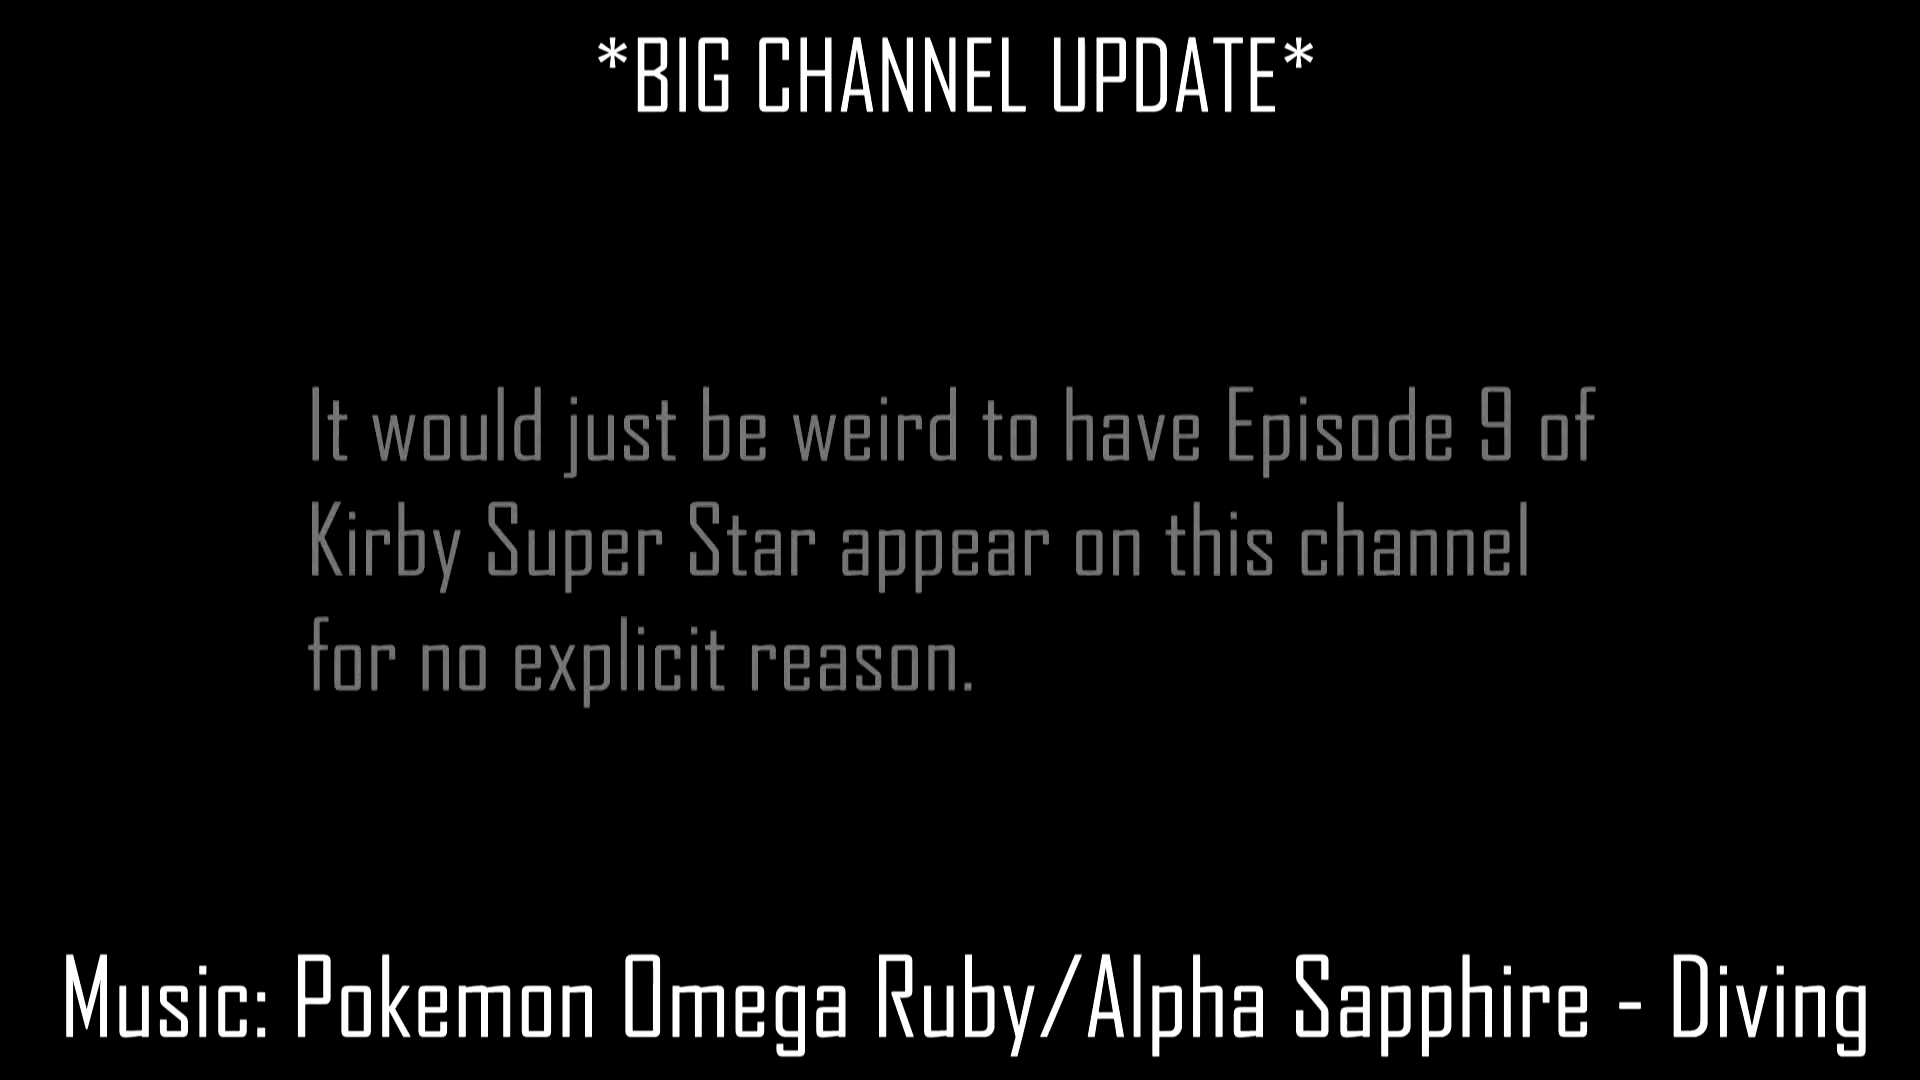 *BIG CHANNEL UPDATE*
It would just be weird to have Episode 9 of
Kirby Super Star appear on this channel
for no explicit reason.
Music: Pokemon Omega Ruby/Alpha Sapphire - Diving